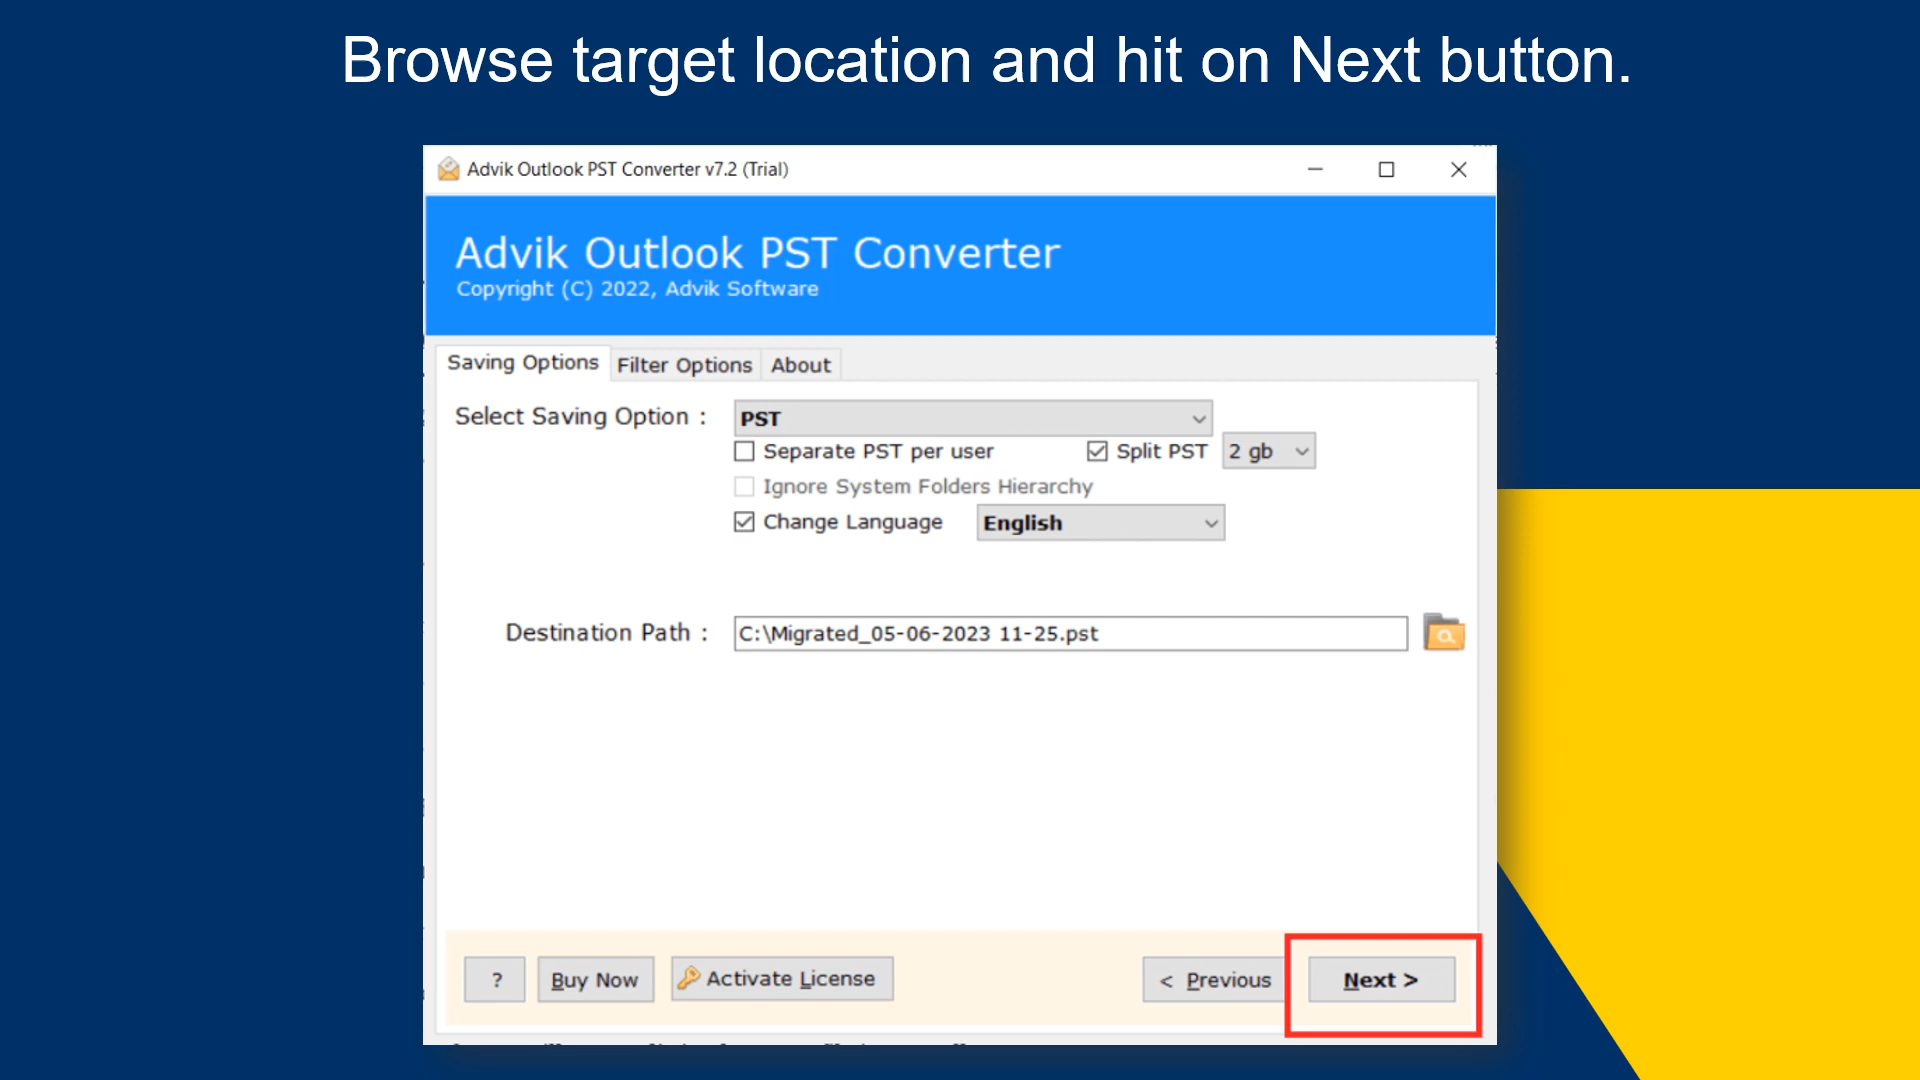 Browse target location and hit on Next button.
Advik Outlook PST Converter v7.2 (Trial)
Advik Outlook PST Converter
Copyright (C) 2022, Advik Software
Saving Options Filter Options About
Select Saving Option : PST
Separate PST per user Split PST 2 gb
Ignore System Folders Hierarchy
Change Language English
Destination Path : C:\Migrated_05-06-2023 11-25.pst
? Buy Now Activate License < Previous Next >